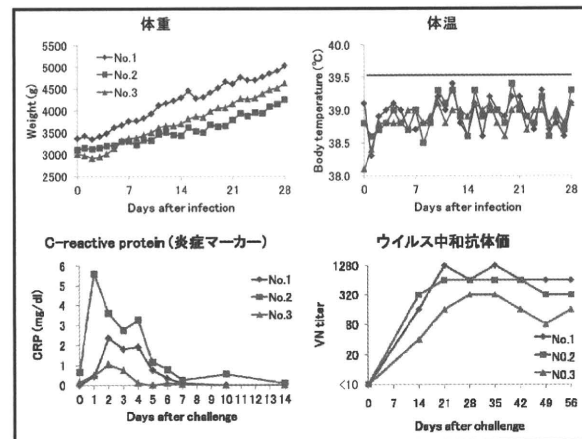 体重
5500
5000
4500
4000
3500
3000
2500
Weight (g)
No.1
No.2
No.3
0 7 14 21 28
Days after infection
体温
40.0
39.5
39.0
38.5
38.0
Body temperature (℃)
0 7 14 21 28
Days after infection
C-reactive protein (炎症マーカー)
6
5
4
3
2
1
0
CRP (mg/dl)
No.1
No.2
No.3
0 1 2 3 4 5 6 7 8 9 10 11 12 13 14
Days after challenge
ウイルス中和抗体価
1280
320
80
20
<10
VN titer
No.1
NO.2
NO.3
0 7 14 21 28 35 42 49 56
Days after challenge